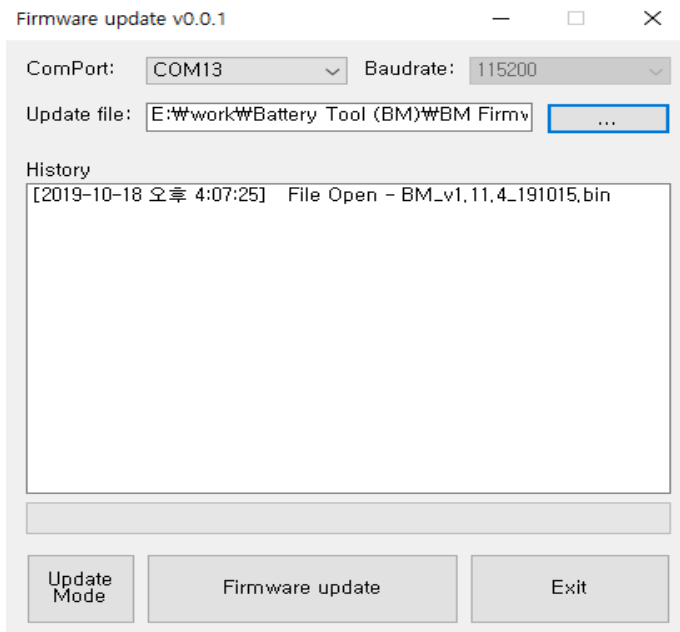 Firmware update v0.0.1
ComPort: COM13 Baudrate: 115200
Update file: E:₩work₩Battery Tool (BM)₩BM Firmw ...
History
[2019-10-18 오후 4:07:25] File Open - BM_v1.11.4_191015.bin
Update Mode
Firmware update
Exit